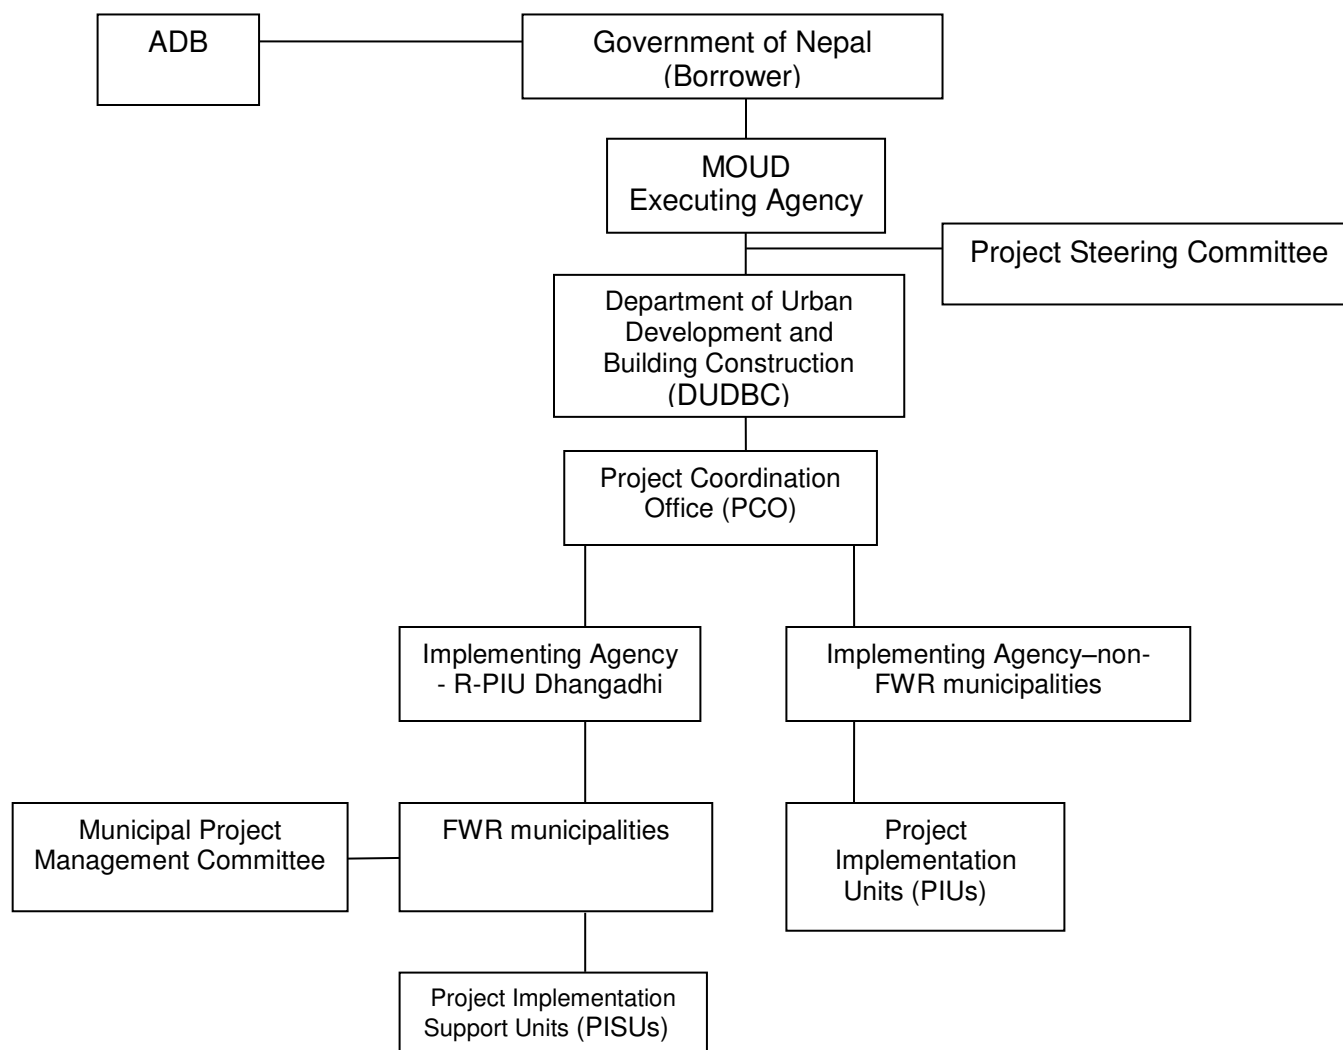 ADB
Government of Nepal
(Borrower)
MOUD
Executing Agency
Project Steering Committee
Department of Urban
Development and
Building Construction
(DUDBC)
Project Coordination
Office (PCO)
Implementing Agency
- R-PIU Dhangadhi
Implementing Agency–non-
FWR municipalities
Municipal Project
Management Committee
FWR municipalities
Project
Implementation
Units (PIUs)
Project Implementation
Support Units (PISUs)